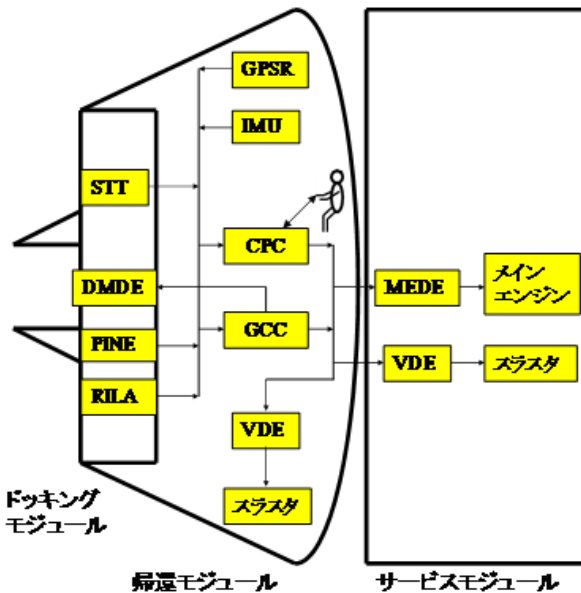 GPSR
IMU
STT
CPC
DMDE
GCC
MEDE
メイン
エンジン
PINE
VDE
スラスタ
RILA
VDE
スラスタ
ドッキング
モジュール
帰還モジュール
サービスモジュール